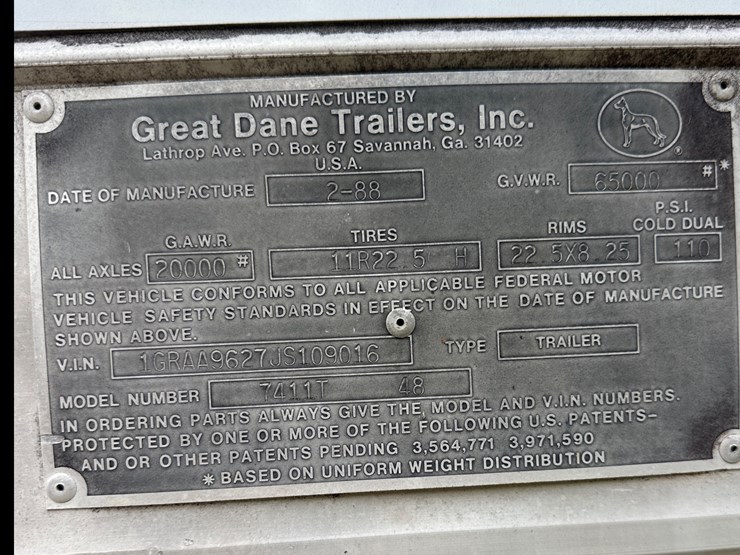 MANUFACTURED BY
Great Dane Trailers, Inc.
Lathrop Ave. P.O. Box 67 Savannah, Ga. 31402
U.S.A.
DATE OF MANUFACTURE 2-88 G.V.W.R. 65000 # *
G.A.W.R. TIRES RIMS P.S.I. COLD DUAL
ALL AXLES 20000 # 11R22.5 H 22.5X8.25 110
THIS VEHICLE CONFORMS TO ALL APPLICABLE FEDERAL MOTOR
VEHICLE SAFETY STANDARDS IN EFFECT ON THE DATE OF MANUFACTURE
SHOWN ABOVE.
V.I.N. 1GRAA9627JS109016 TYPE TRAILER
MODEL NUMBER 7411T 48
IN ORDERING PARTS ALWAYS GIVE THE, MODEL AND V.I.N. NUMBERS.
PROTECTED BY ONE OR MORE OF THE FOLLOWING U.S. PATENTS-
AND OR OTHER PATENTS PENDING 3,564,771 3,971,590
* BASED ON UNIFORM WEIGHT DISTRIBUTION